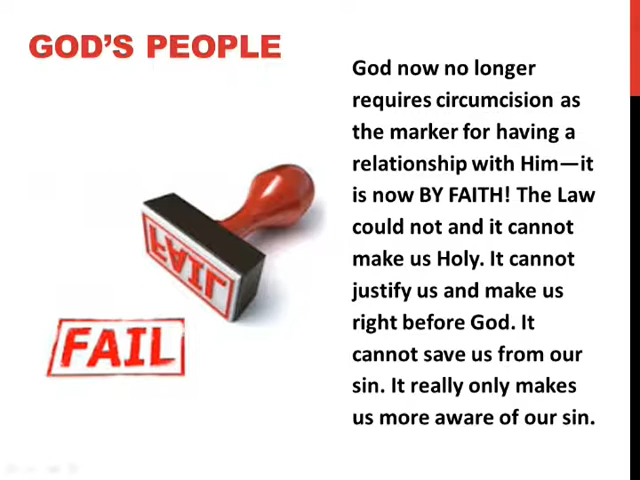 GOD'S PEOPLE
God now no longer
requires circumcision as
the marker for having a
relationship with Him—it
is now BY FAITH! The Law
could not and it cannot
make us Holy. It cannot
justify us and make us
right before God. It
cannot save us from our
sin. It really only makes
us more aware of our sin.
FAIL
FAIL